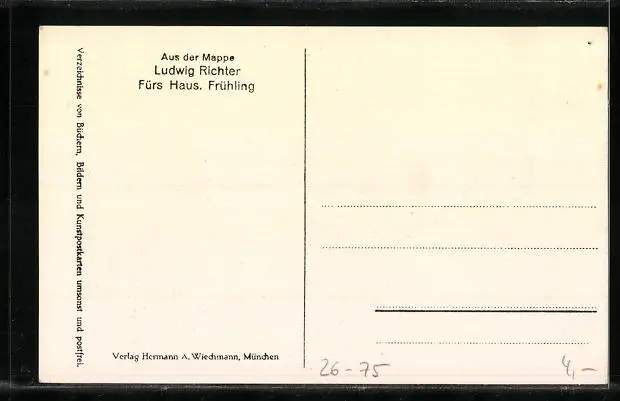 Aus der Mappe
Ludwig Richter
Fürs Haus. Frühling
Verzeichnisse von Büchern, Bildern und Kunstpostkarten umsonst und postfrei.
Verlag Hermann A. Wiechmann, München
26-75
4,-